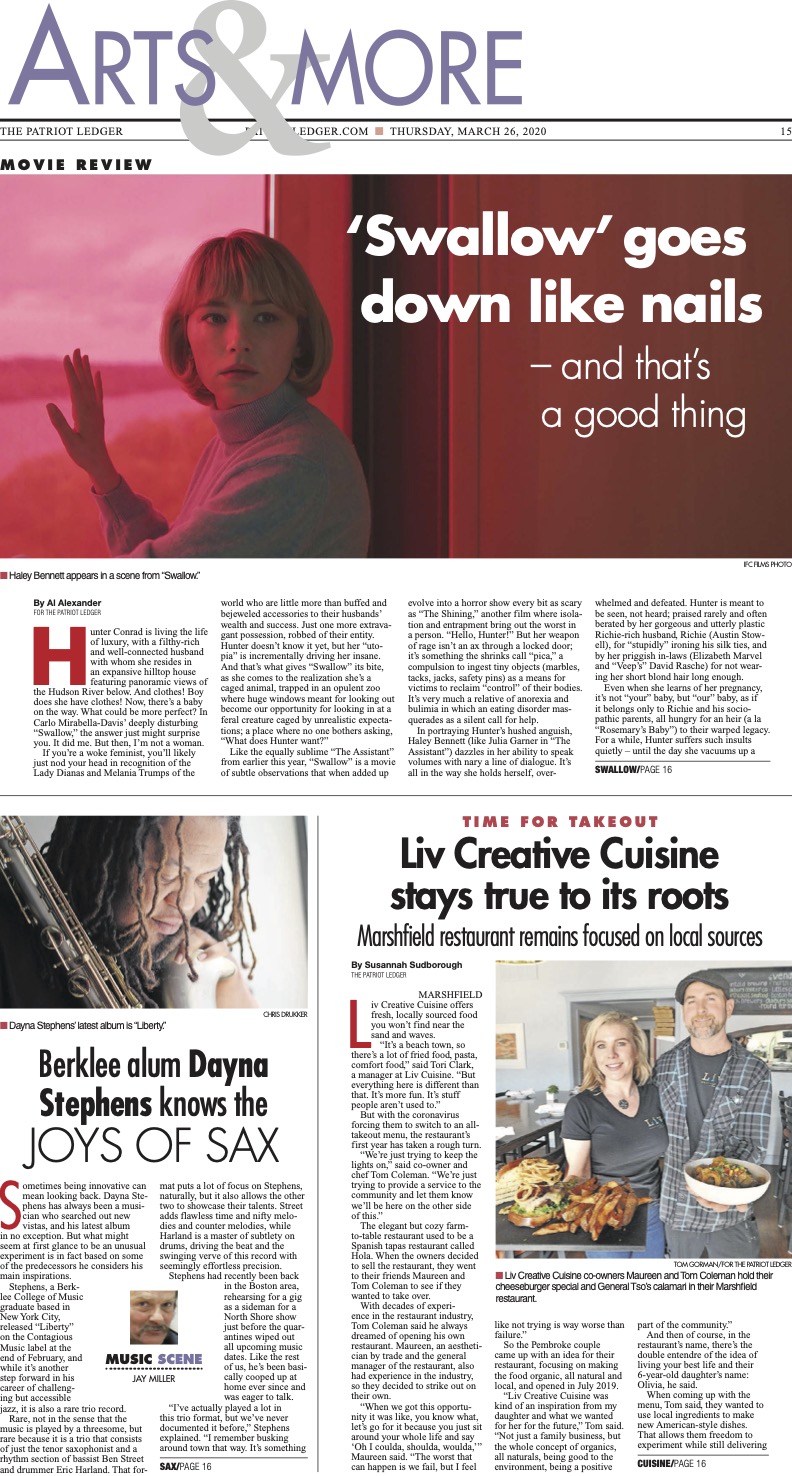 ARTS & MORE
THE PATRIOT LEDGER
LEDGER.COM ■ THURSDAY, MARCH 26, 2020
15
MOVIE REVIEW
‘Swallow’ goes
down like nails
– and that’s
a good thing
IFC FILMS PHOTO
■ Haley Bennett appears in a scene from “Swallow.”
By Al Alexander
FOR THE PATRIOT LEDGER
Hunter Conrad is living the life
of luxury, with a filthy-rich
and well-connected husband
with whom she resides in
an expansive hilltop house
featuring panoramic views of
the Hudson River below. And clothes! Boy
does she have clothes! Now, there’s a baby
on the way. What could be more perfect? In
Carlo Mirabella-Davis’ deeply disturbing
“Swallow,” the answer just might surprise
you. It did me. But then, I’m not a woman.
If you’re a woke feminist, you’ll likely
just nod your head in recognition of the
Lady Dianas and Melania Trumps of the
world who are little more than buffed and
bejeweled accessories to their husbands’
wealth and success. Just one more extrava-
gant possession, robbed of their entity.
Hunter doesn’t know it yet, but her “uto-
pia” is incrementally driving her insane.
And that’s what gives “Swallow” its bite,
as she comes to the realization she’s a
caged animal, trapped in an opulent zoo
where huge windows meant for looking out
become our opportunity for looking in at a
feral creature caged by unrealistic expecta-
tions; a place where no one bothers asking,
“What does Hunter want?”
Like the equally sublime “The Assistant”
from earlier this year, “Swallow” is a movie
of subtle observations that when added up
evolve into a horror show every bit as scary
as “The Shining,” another film where isola-
tion and entrapment bring out the worst in
a person. “Hello, Hunter!” But her weapon
of rage isn’t an ax through a locked door;
it’s something the shrinks call “pica,” a
compulsion to ingest tiny objects (marbles,
tacks, jacks, safety pins) as a means for
victims to reclaim “control” of their bodies.
It’s very much a relative of anorexia and
bulimia in which an eating disorder mas-
querades as a silent call for help.
In portraying Hunter’s hushed anguish,
Haley Bennett (like Julia Garner in “The
Assistant”) dazzles in her ability to speak
volumes with nary a line of dialogue. It’s
all in the way she holds herself, over-
whelmed and defeated. Hunter is meant to
be seen, not heard; praised rarely and often
berated by her gorgeous and utterly plastic
Richie-rich husband, Richie (Austin Stow-
ell), for “stupidly” ironing his silk ties, and
by her priggish in-laws (Elizabeth Marvel
and “Veep’s” David Rasche) for not wear-
ing her short blond hair long enough.
Even when she learns of her pregnancy,
it’s not “your” baby, but “our” baby, as if
it belongs only to Richie and his socio-
pathic parents, all hungry for an heir (a la
“Rosemary’s Baby”) to their warped legacy.
For a while, Hunter suffers such insults
quietly – until the day she vacuums up a
SWALLOW/PAGE 16
CHRIS DRUKKER
■ Dayna Stephens’ latest album is “Liberty.”
Berklee alum Dayna
Stephens knows the
JOYS OF SAX
Sometimes being innovative can
mean looking back. Dayna Ste-
phens has always been a musi-
cian who searched out new
vistas, and his latest album
is no exception. But what might
seem at first glance to be an unusual
experiment is in fact based on some
of the predecessors he considers his
main inspirations.
Stephens, a Berk-
lee College of Music
graduate based in
New York City,
released “Liberty”
on the Contagious
Music label at the
end of February, and
while it’s another
step forward in his
career of challeng-
ing but accessible
jazz, it is also a rare trio record.
Rare, not in the sense that the
music is played by a threesome, but
rare because it is a trio that consists
of just the tenor saxophonist and a
rhythm section of bassist Ben Street
and drummer Eric Harland. That for-
MUSIC SCENE
JAY MILLER
mat puts a lot of focus on Stephens,
naturally, but it also allows the other
two to showcase their talents. Street
adds flawless time and nifty melo-
dies and counter melodies, while
Harland is a master of subtlety on
drums, driving the beat and the
swinging verve of this record with
seemingly effortless precision.
Stephens had recently been back
in the Boston area,
rehearsing for a gig
as a sideman for a
North Shore show
just before the quar-
antines wiped out
all upcoming music
dates. Like the rest
of us, he’s been basi-
cally cooped up at
home ever since and
was eager to talk.
“I’ve actually played a lot in
this trio format, but we’ve never
documented it before,” Stephens
explained. “I remember busking
around town that way. It’s something
SAX/PAGE 16
TIME FOR TAKEOUT
Liv Creative Cuisine
stays true to its roots
Marshfield restaurant remains focused on local sources
By Susannah Sudborough
THE PATRIOT LEDGER
MARSHFIELD
Liv Creative Cuisine offers
fresh, locally sourced food
you won’t find near the
sand and waves.
“It’s a beach town, so
there’s a lot of fried food, pasta,
comfort food,” said Tori Clark,
a manager at Liv Cuisine. “But
everything here is different than
that. It’s more fun. It’s stuff
people aren’t used to.”
But with the coronavirus
forcing them to switch to an all-
takeout menu, the restaurant’s
first year has taken a rough turn.
“We’re just trying to keep the
lights on,” said co-owner and
chef Tom Coleman. “We’re just
trying to provide a service to the
community and let them know
we’ll be here on the other side
of this.”
The elegant but cozy farm-
to-table restaurant used to be a
Spanish tapas restaurant called
Hola. When the owners decided
to sell the restaurant, they went
to their friends Maureen and
Tom Coleman to see if they
wanted to take over.
With decades of experi-
ence in the restaurant industry,
Tom Coleman said he always
dreamed of opening his own
restaurant. Maureen, an aestheti-
cian by trade and the general
manager of the restaurant, also
had experience in the industry,
so they decided to strike out on
their own.
“When we got this opportu-
nity it was like, you know what,
let’s go for it because you just sit
around your whole life and say
‘Oh I coulda, shoulda, woulda,’”
Maureen said. “The worst that
can happen is we fail, but I feel
TOM GORMAN/FOR THE PATRIOT LEDGER
■ Liv Creative Cuisine co-owners Maureen and Tom Coleman hold their
cheeseburger special and General Tso’s calamari in their Marshfield
restaurant.
like not trying is way worse than
failure.”
So the Pembroke couple
came up with an idea for their
restaurant, focusing on making
the food organic, all natural and
local, and opened in July 2019.
“Liv Creative Cuisine was
kind of an inspiration from my
daughter and what we wanted
for her for the future,” Tom said.
“Not just a family business, but
the whole concept of organics,
all naturals, being good to the
environment, being a positive
part of the community.”
And then of course, in the
restaurant’s name, there’s the
double entendre of the idea of
living your best life and their
6-year-old daughter’s name:
Olivia, he said.
When coming up with the
menu, Tom said, they wanted to
use local ingredients to make
new American-style dishes.
That allows them freedom to
experiment while still delivering
CUISINE/PAGE 16